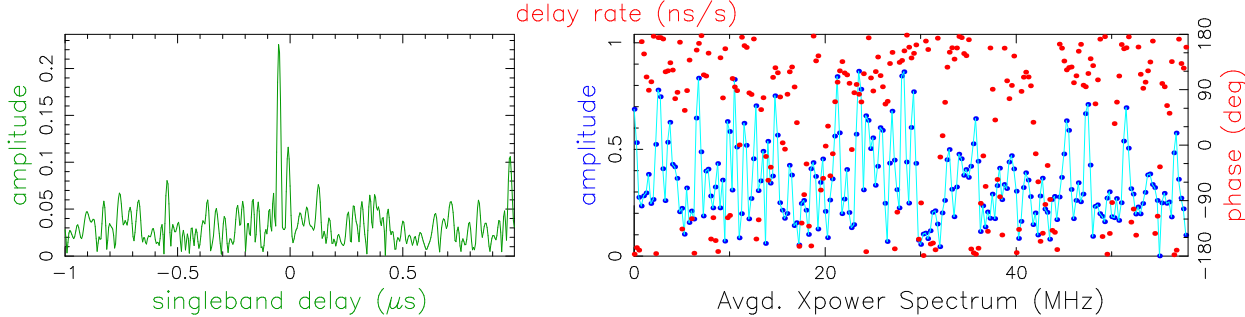 delay rate (ns/s)
amplitude
0 0.05 0.1 0.15 0.2
−1 −0.5 0 0.5
singleband delay (μs)
amplitude
0 0.5 1
0 20 40
Avgd. Xpower Spectrum (MHz)
−180 −90 0 90 180
phase (deg)